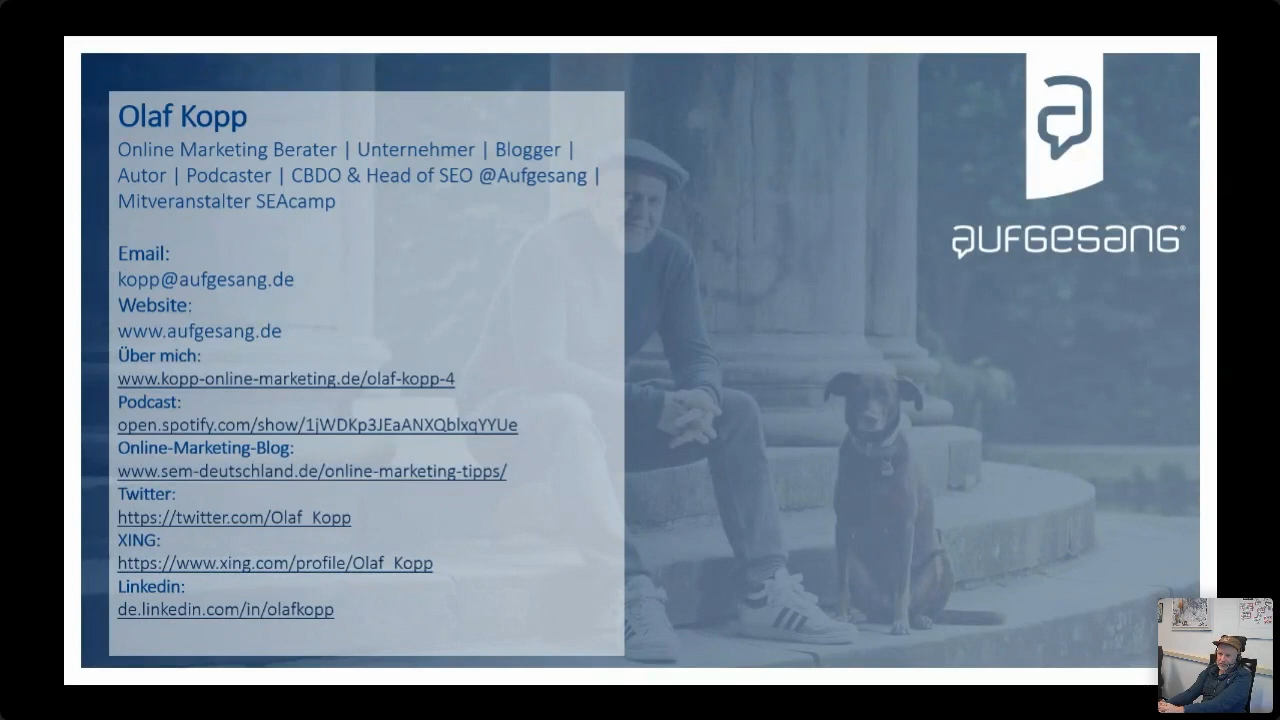 Olaf Kopp
Online Marketing Berater | Unternehmer | Blogger |
Autor | Podcaster | CBDO & Head of SEO @Aufgesang |
Mitveranstalter SEAcamp
Email:
kopp@aufgesang.de
Website:
www.aufgesang.de
Über mich:
www.kopp-online-marketing.de/olaf-kopp-4
Podcast:
open.spotify.com/show/1jWDKp3JEaANXQblxqYYUe
Online-Marketing-Blog:
www.sem-deutschland.de/online-marketing-tipps/
Twitter:
https://twitter.com/Olaf_Kopp
XING:
https://www.xing.com/profile/Olaf_Kopp
Linkedin:
de.linkedin.com/in/olafkopp
aufgesang®